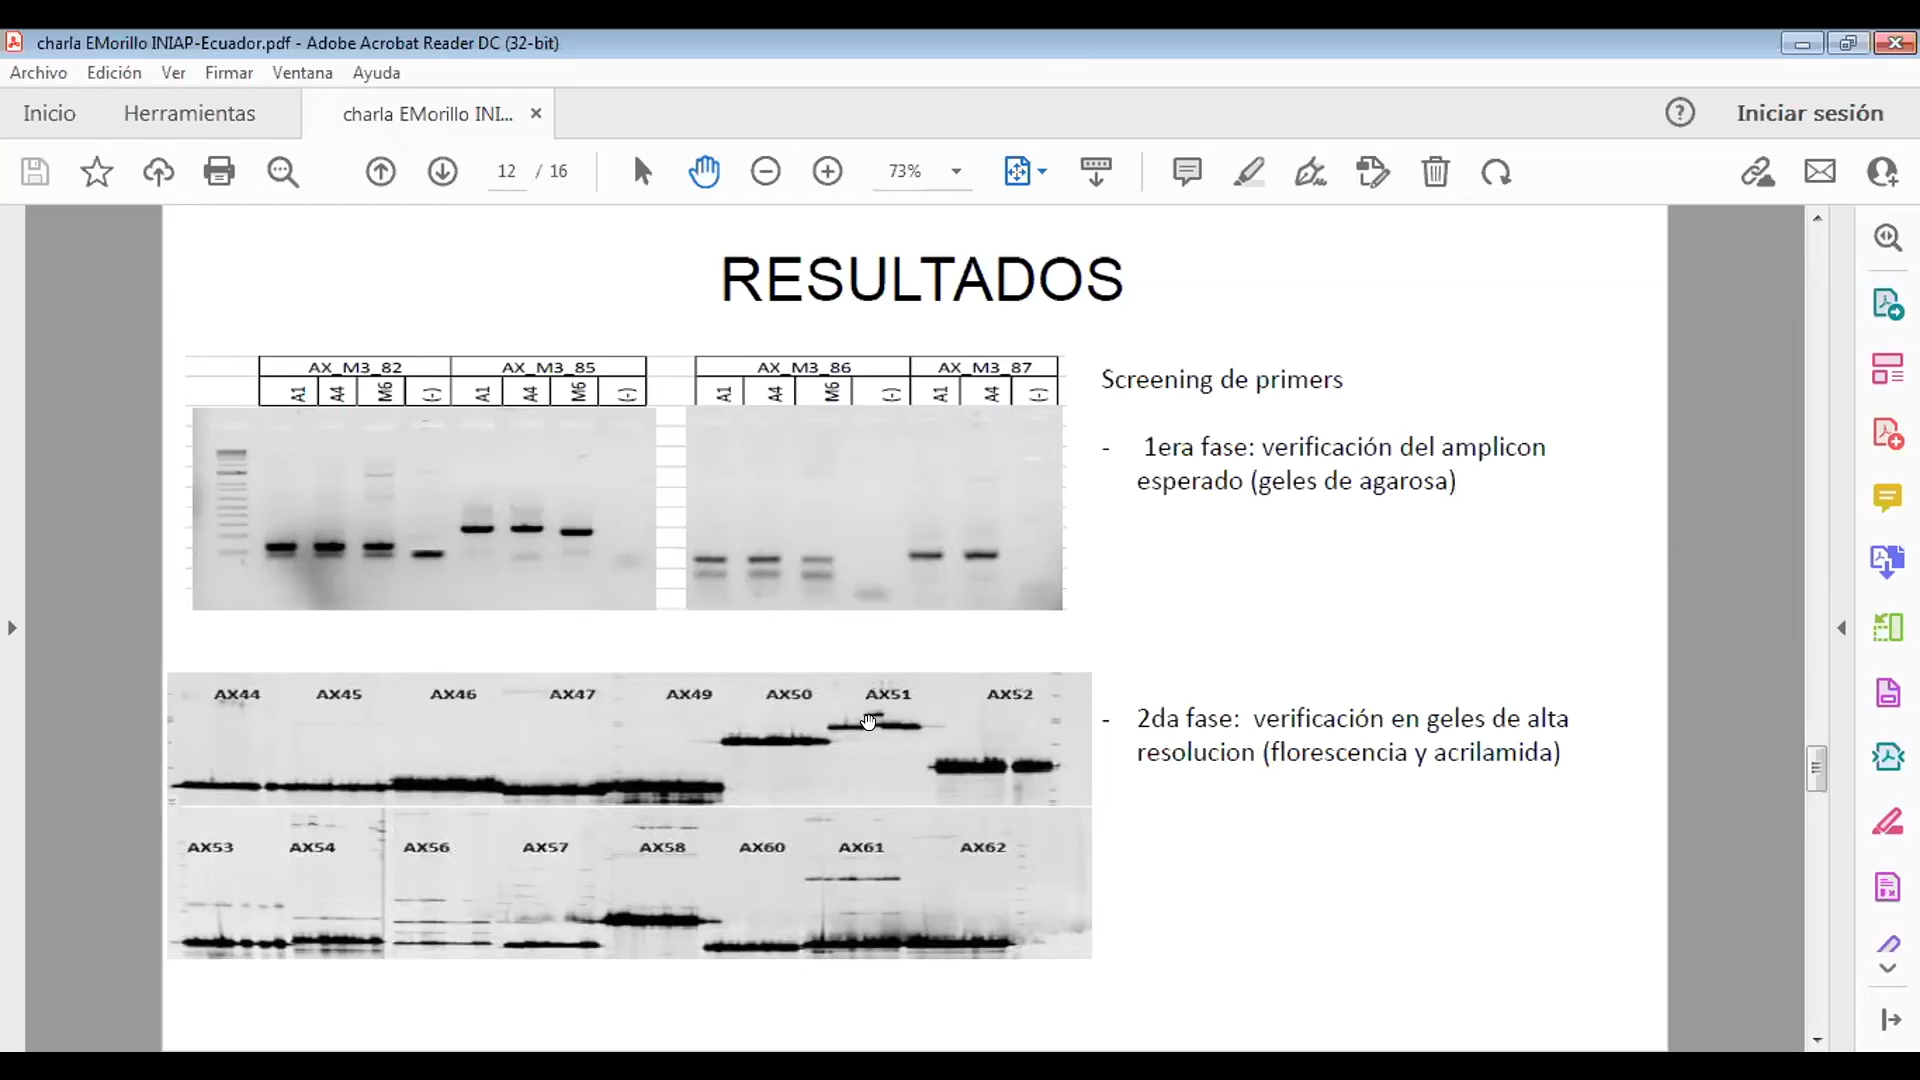 charla EMorillo INIAP-Ecuador.pdf - Adobe Acrobat Reader DC (32-bit)
Archivo Edición Ver Firmar Ventana Ayuda
Inicio Herramientas charla EMorillo INI... Iniciar sesión
12 / 16 73%
RESULTADOS
AX_M3_82 AX_M3_85 AX_M3_86 AX_M3_87
A1 A4 M6 (-) A1 A4 M6 (-) A1 A4 M6 (-) A1 A4 (-)
Screening de primers
- 1era fase: verificación del amplicon
esperado (geles de agarosa)
AX44 AX45 AX46 AX47 AX49 AX50 AX51 AX52
- 2da fase: verificación en geles de alta
resolucion (florescencia y acrilamida)
AX53 AX54 AX56 AX57 AX58 AX60 AX61 AX62